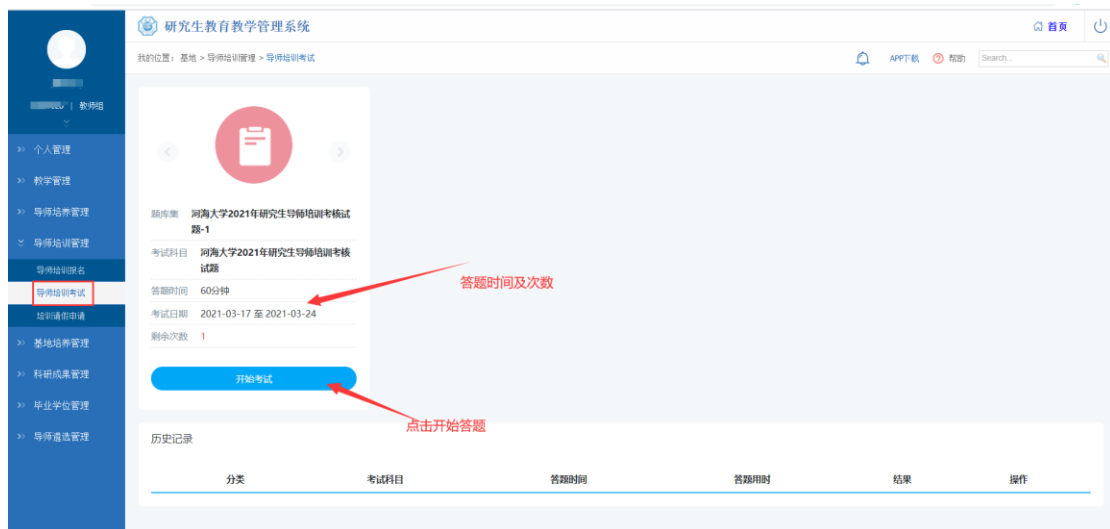 研究生教育教学管理系统
首页
我的位置：基地 > 导师培训管理 > 导师培训考试
APP下载
帮助
Search...
| 教师组
个人管理
教学管理
导师培养管理
导师培训管理
导师培训报名
导师培训考试
培训请假申请
基地培养管理
科研成果管理
毕业学位管理
导师遴选管理
题库集 河海大学2021年研究生导师培训考核试
题-1
考试科目 河海大学2021年研究生导师培训考核
试题
答题时间 60分钟
考试日期 2021-03-17 至 2021-03-24
剩余次数 1
开始考试
答题时间及次数
点击开始答题
历史记录
分类 考试科目 答题时间 答题用时 结果 操作